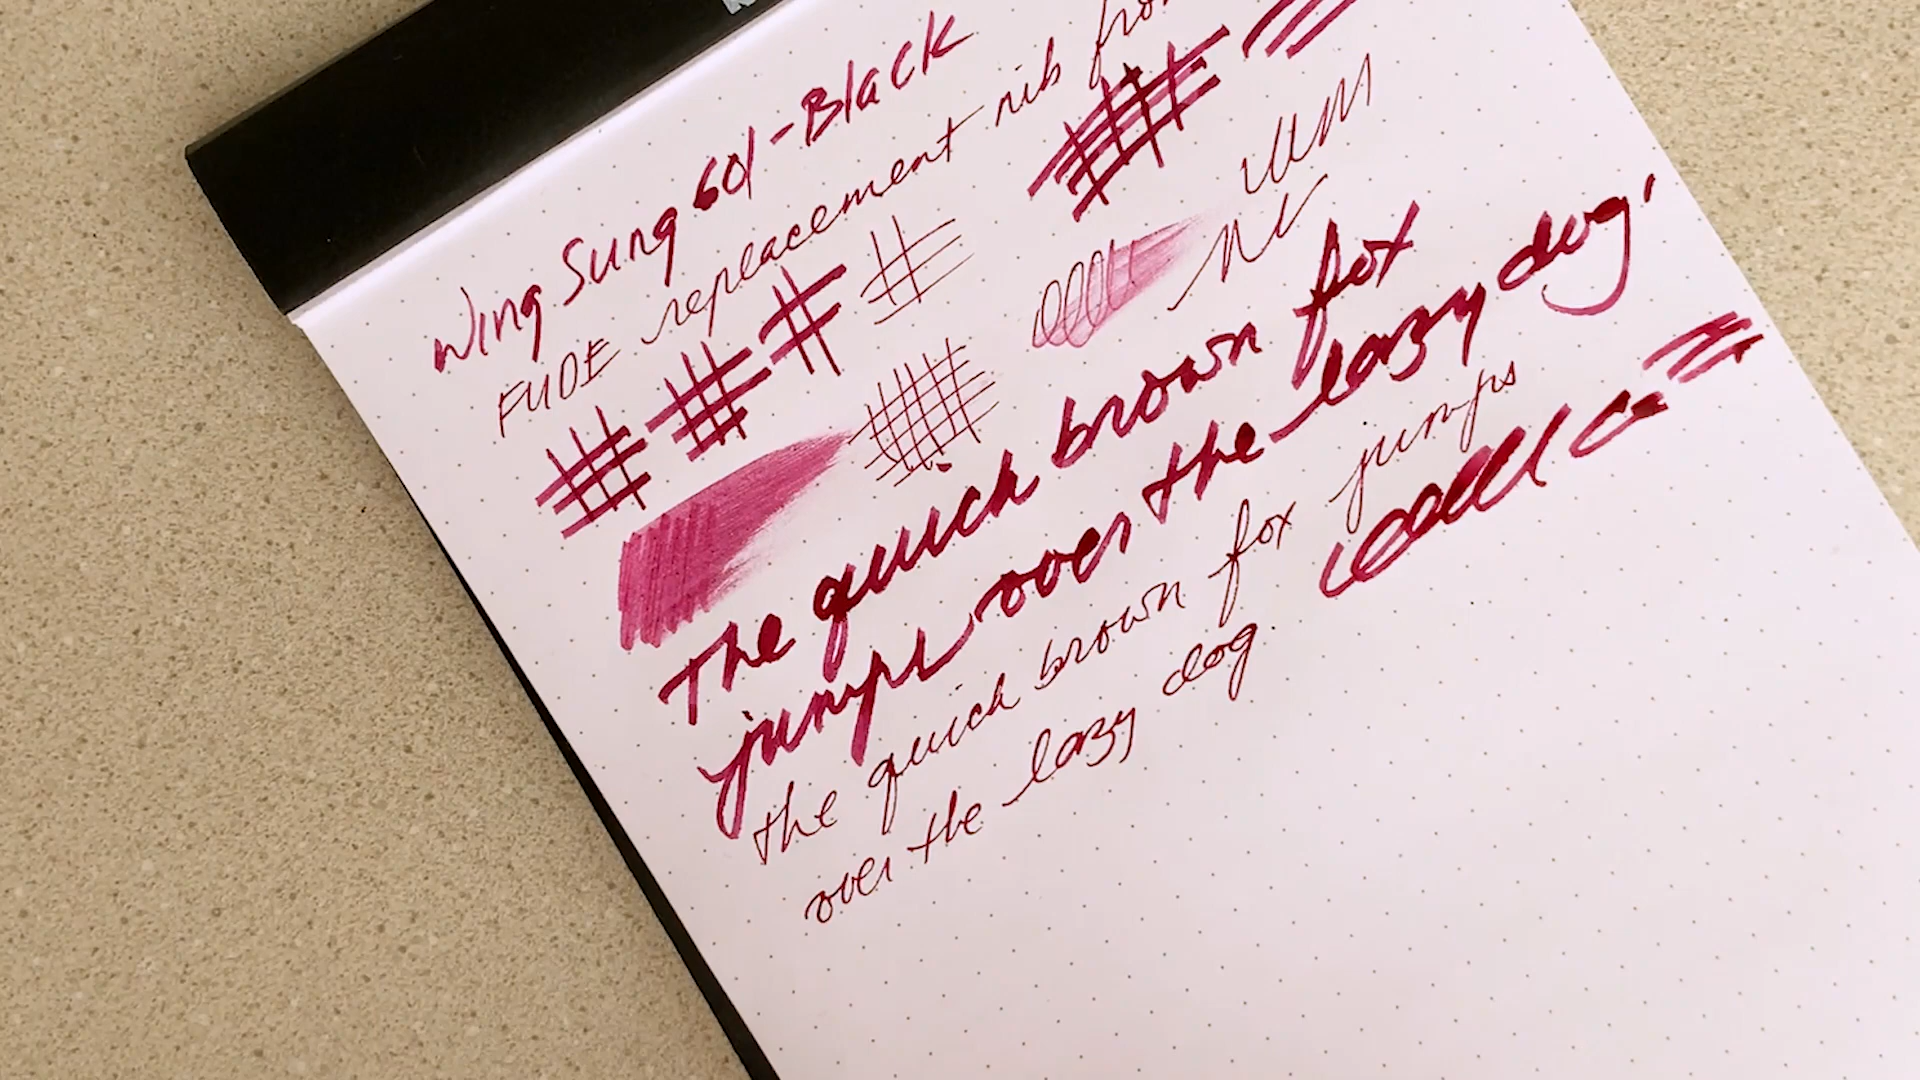 Wing Sung 601 - Black
FUDE replacement nib from
The quick brown fox
jumps over the lazy dog.
the quick brown fox jumps
over the lazy dog